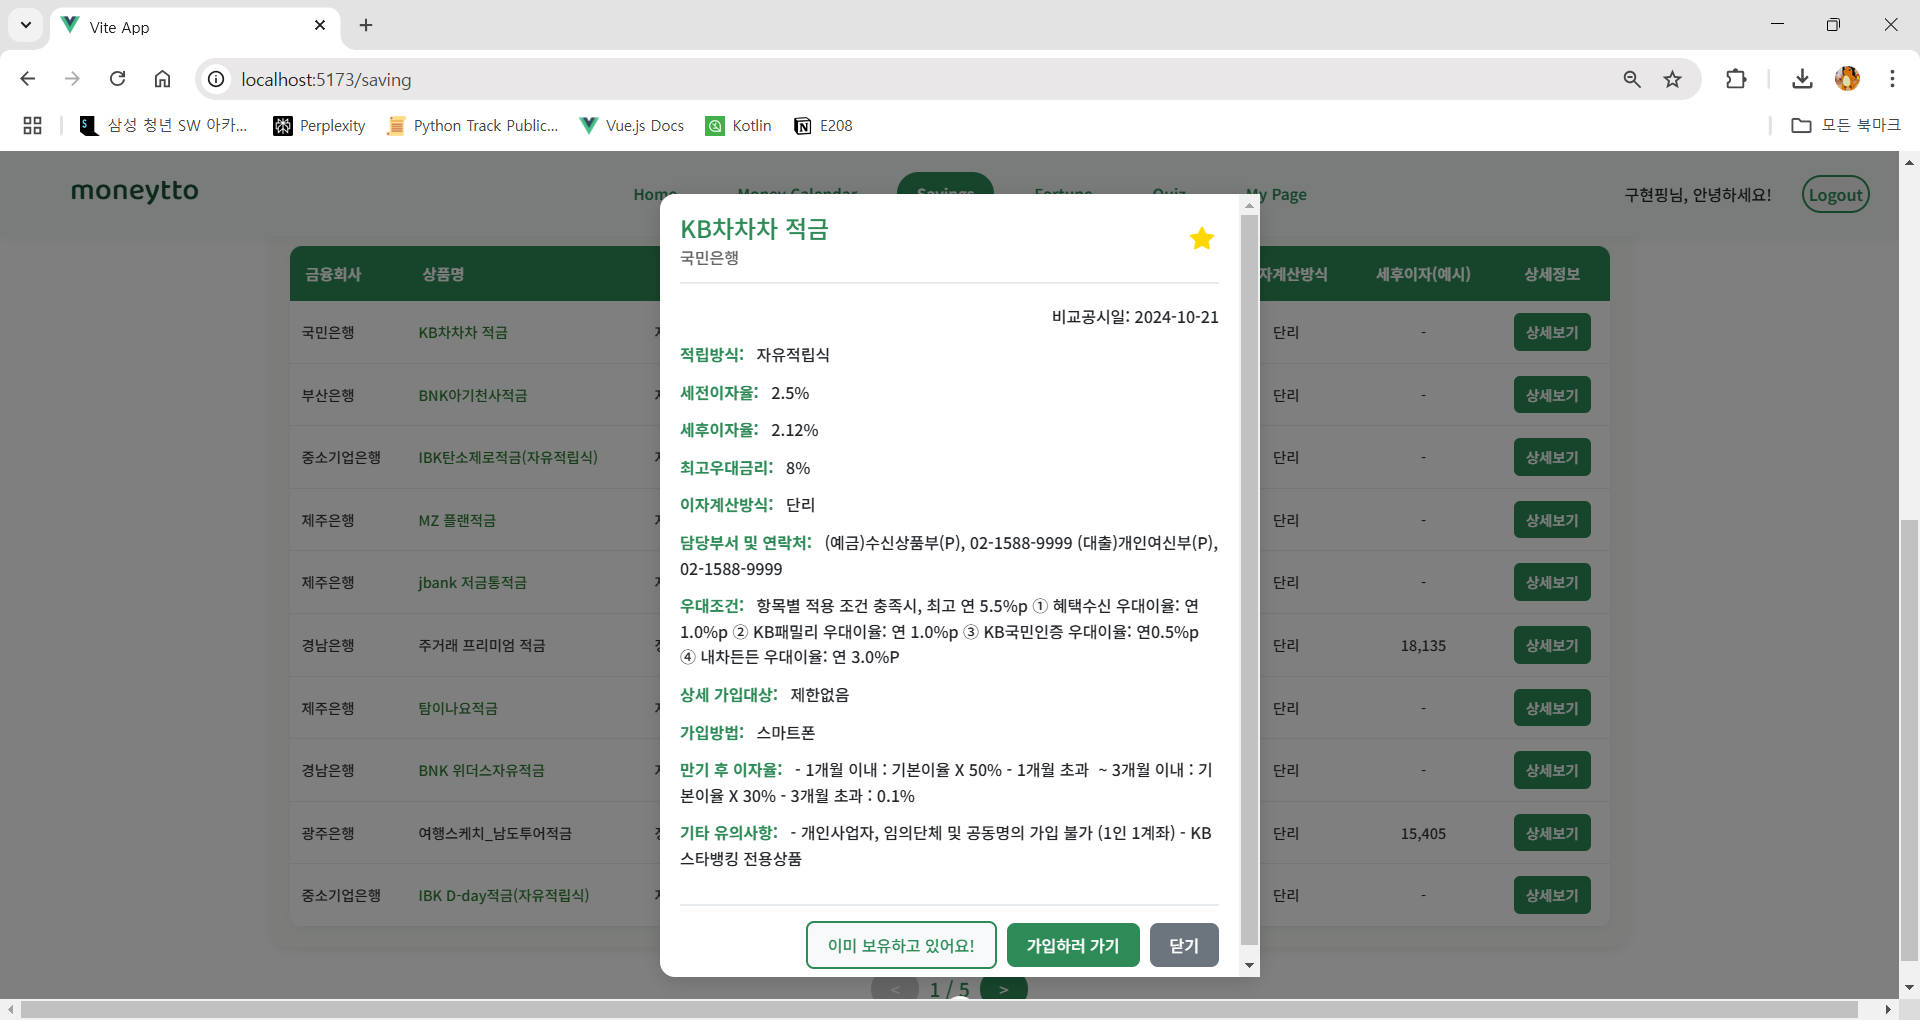 Vite App
localhost:5173/saving
삼성 청년 SW 아카...
Perplexity
Python Track Public...
Vue.js Docs
Kotlin
E208
모든 북마크
moneytto
Home
Money Calendar
Savings
Fortune
Quiz
My Page
구현핑님, 안녕하세요!
Logout
금융회사 상품명 자계산방식 세후이자(예시) 상세정보
국민은행 KB차차차 적금 단리 - 상세보기
부산은행 BNK아기천사적금 단리 - 상세보기
중소기업은행 IBK탄소제로적금(자유적립식) 단리 - 상세보기
제주은행 MZ 플랜적금 단리 - 상세보기
제주은행 jbank 저금통적금 단리 - 상세보기
경남은행 주거래 프리미엄 적금 단리 18,135 상세보기
제주은행 탐이나요적금 단리 - 상세보기
경남은행 BNK 위더스자유적금 단리 - 상세보기
광주은행 여행스케치_남도투어적금 단리 15,405 상세보기
중소기업은행 IBK D-day적금(자유적립식) 단리 - 상세보기
KB차차차 적금
국민은행
비교공시일: 2024-10-21
적립방식: 자유적립식
세전이자율: 2.5%
세후이자율: 2.12%
최고우대금리: 8%
이자계산방식: 단리
담당부서 및 연락처: (예금)수신상품부(P), 02-1588-9999 (대출)개인여신부(P),
02-1588-9999
우대조건: 항목별 적용 조건 충족시, 최고 연 5.5%p ① 혜택수신 우대이율: 연
1.0%p ② KB패밀리 우대이율: 연 1.0%p ③ KB국민인증 우대이율: 연0.5%p
④ 내차든든 우대이율: 연 3.0%P
상세 가입대상: 제한없음
가입방법: 스마트폰
만기 후 이자율: - 1개월 이내 : 기본이율 X 50% - 1개월 초과 ~ 3개월 이내 : 기
본이율 X 30% - 3개월 초과 : 0.1%
기타 유의사항: - 개인사업자, 임의단체 및 공동명의 가입 불가 (1인 1계좌) - KB
스타뱅킹 전용상품
이미 보유하고 있어요!
가입하러 가기
닫기
< 1 / 5 >